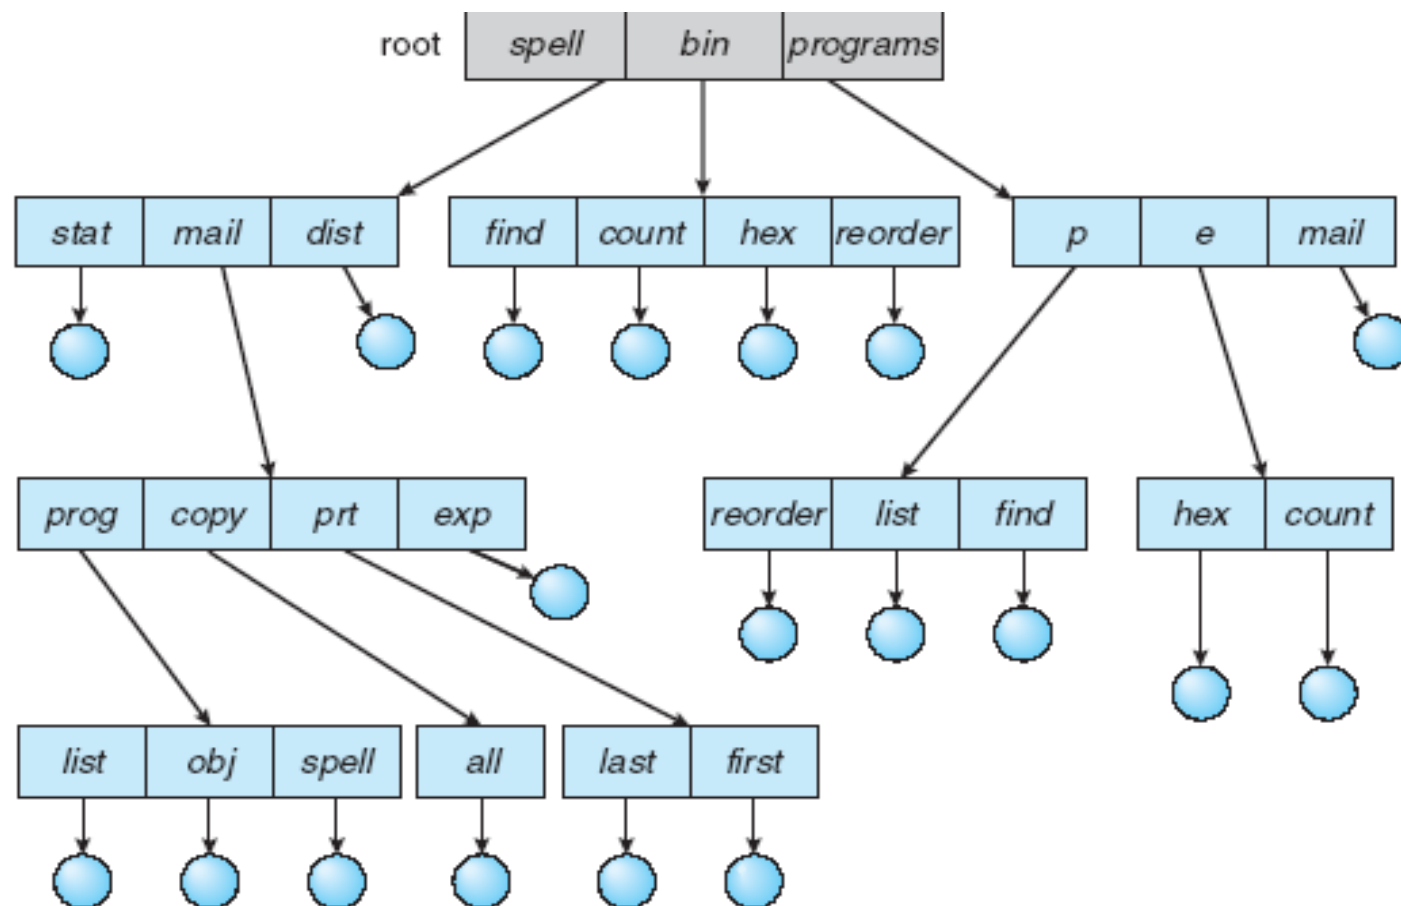 root spell bin programs
stat mail dist find count hex reorder p e mail
prog copy prt exp reorder list find hex count
list obj spell all last first